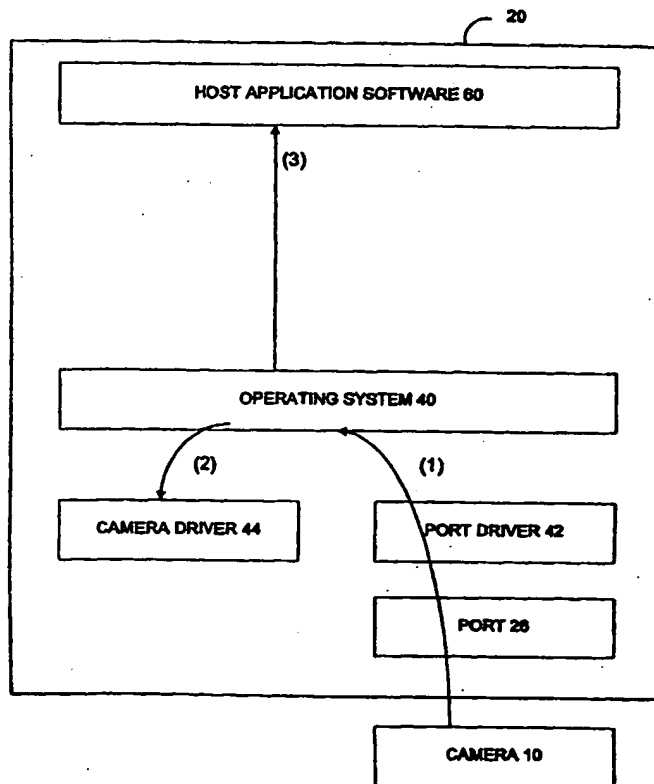 20
HOST APPLICATION SOFTWARE 60
(3)
OPERATING SYSTEM 40
(2)
(1)
CAMERA DRIVER 44
PORT DRIVER 42
PORT 26
CAMERA 10